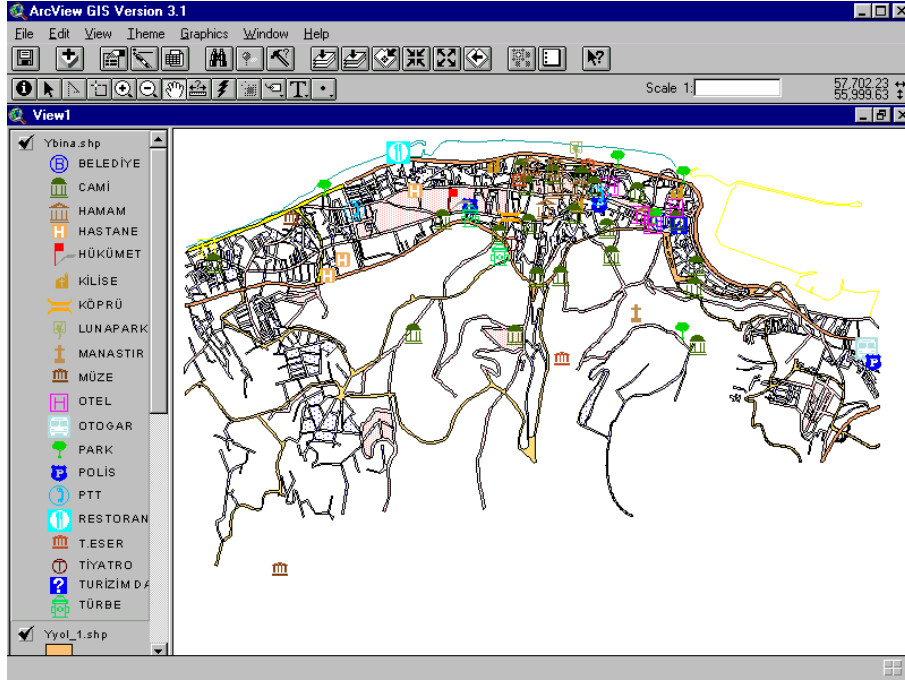 ArcView GIS Version 3.1
File Edit View Theme Graphics Window Help
Scale 1:
57,702.23
55,999.63
View1
Ybina.shp
BELEDİYE
CAMİ
HAMAM
HASTANE
HÜKÜMET
KİLİSE
KÖPRÜ
LUNAPARK
MANASTIR
MÜZE
OTEL
OTOGAR
PARK
POLİS
PTT
RESTORAN
T.ESER
TİYATRO
TURİZİM DA
TÜRBE
Yyol_1.shp